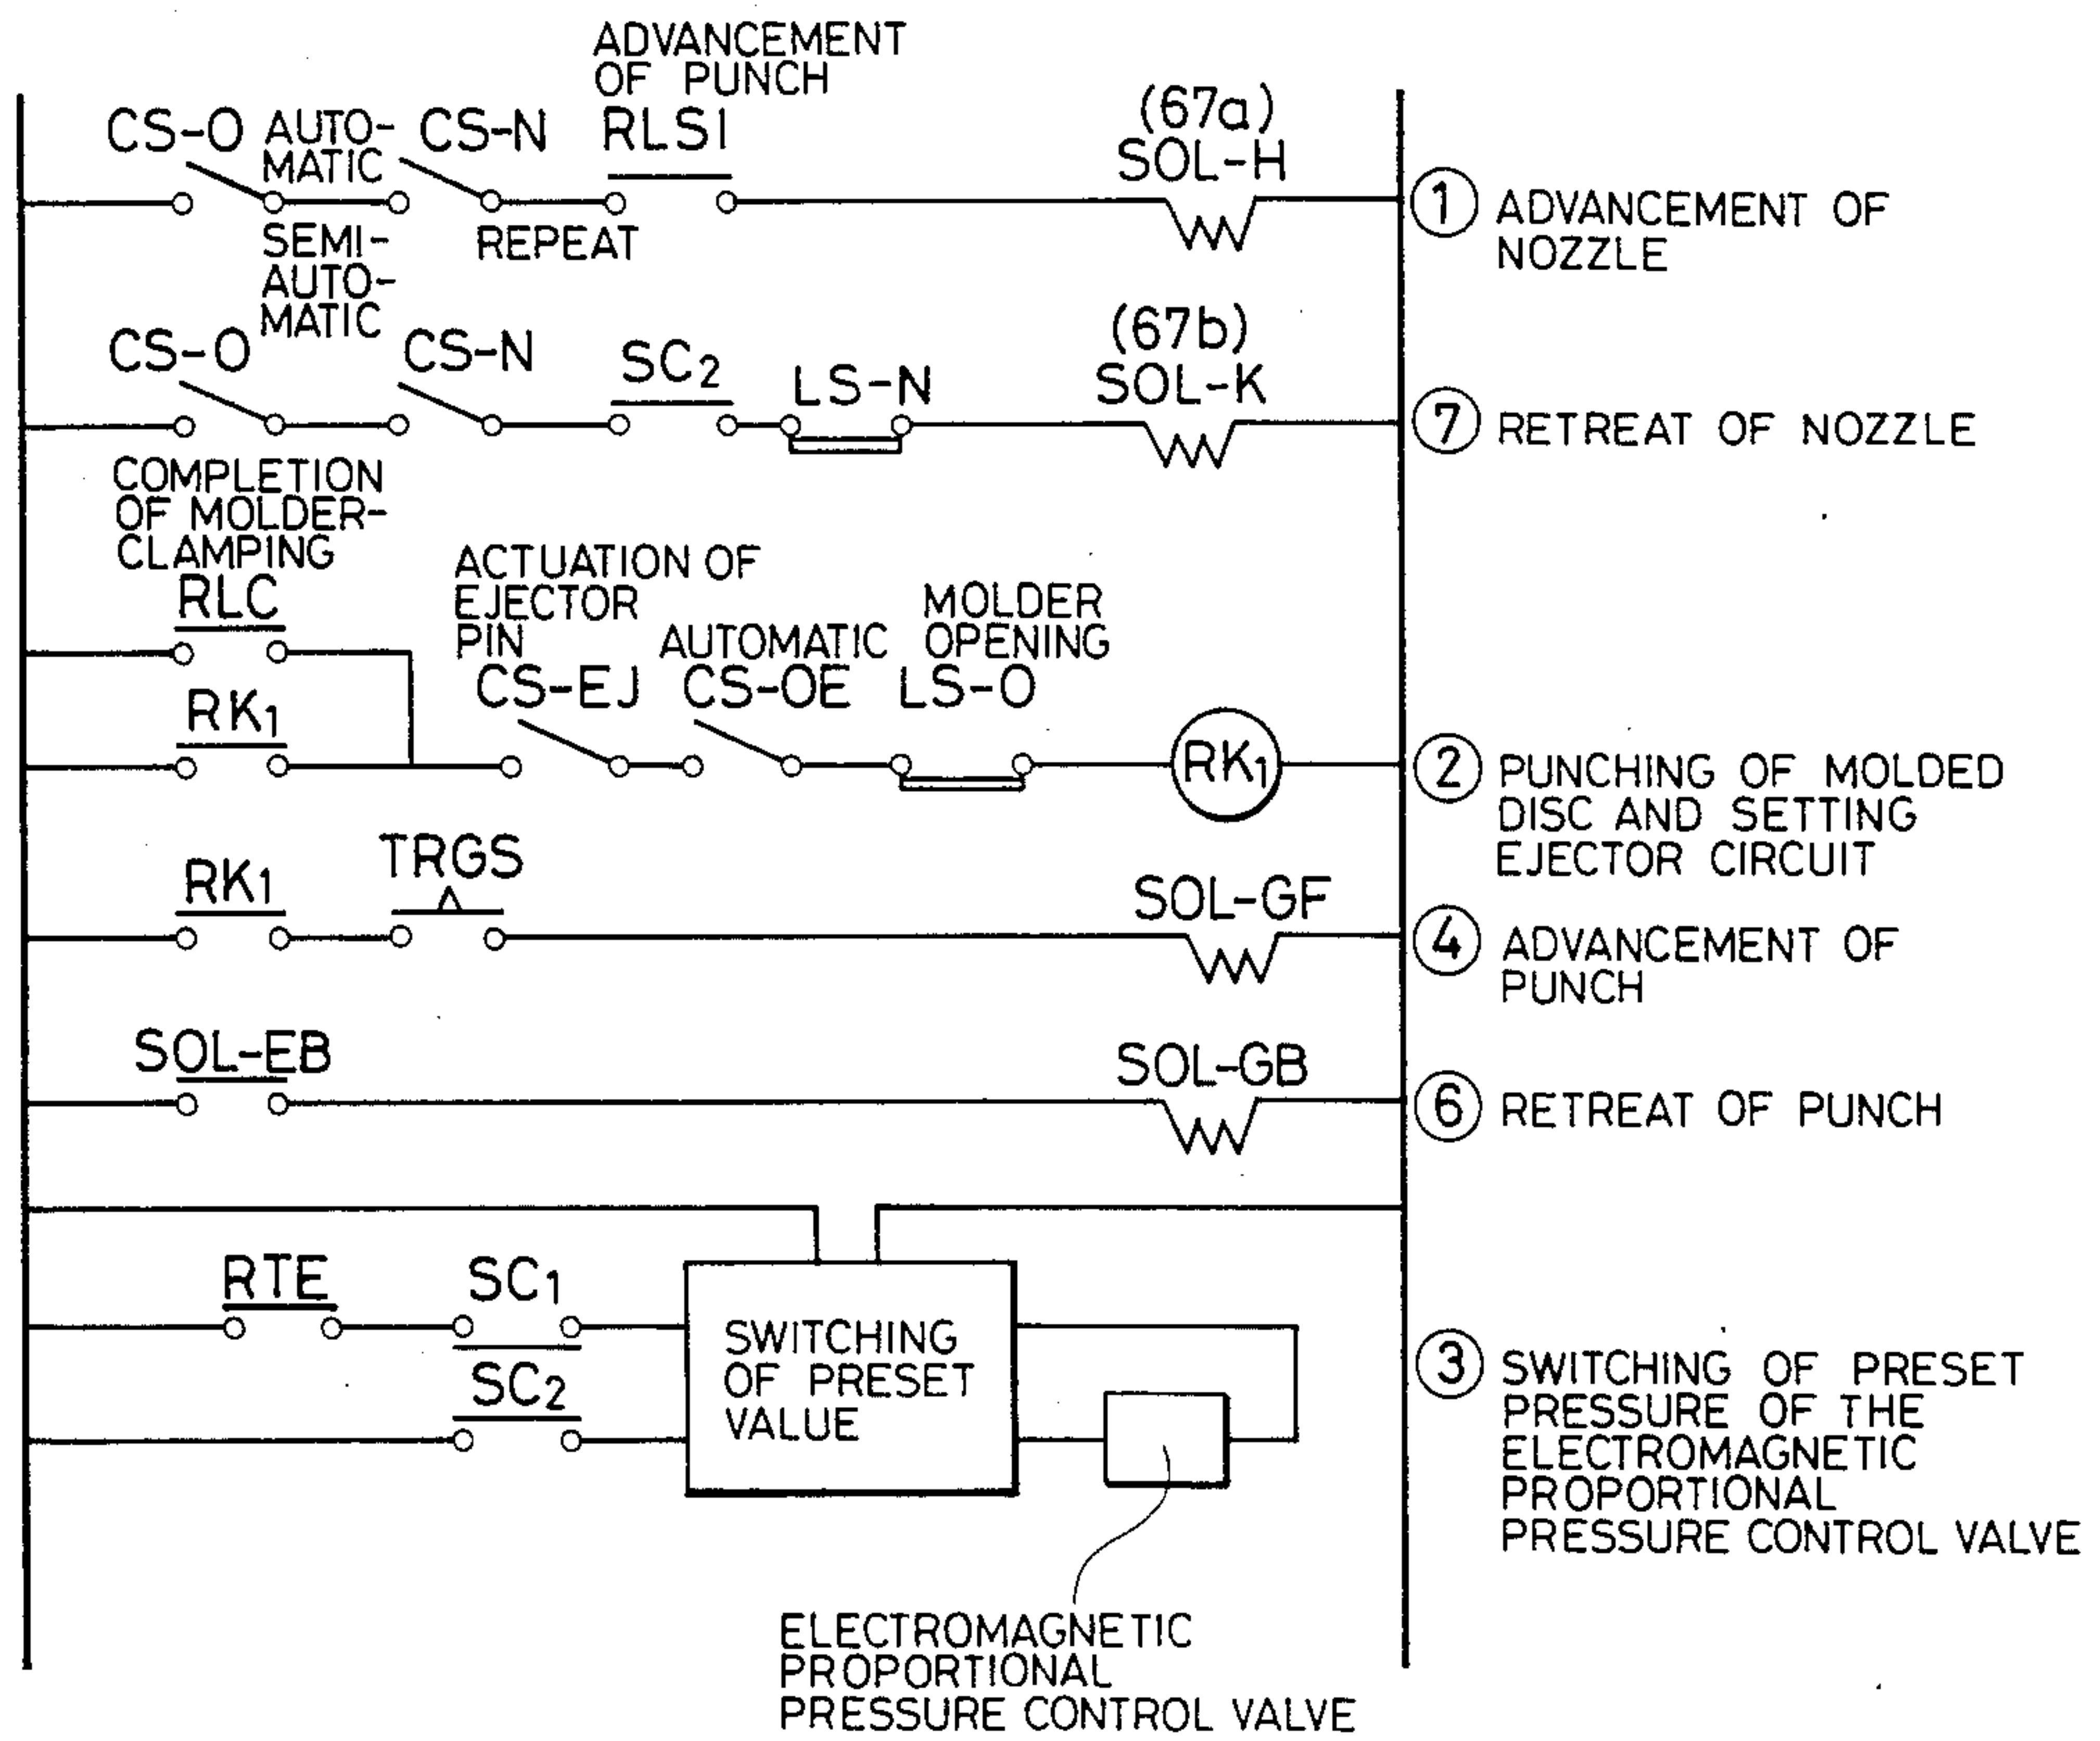 ADVANCEMENT
OF PUNCH
CS-O AUTO-
MATIC
CS-N RLS1
(67a)
SOL-H
SEMI-
AUTO-
MATIC
REPEAT
① ADVANCEMENT OF
NOZZLE
CS-O CS-N SC2 LS-N
(67b)
SOL-K
⑦ RETREAT OF NOZZLE
COMPLETION
OF MOLDER-
CLAMPING
RLC
RK1
ACTUATION OF
EJECTOR
PIN
CS-EJ
AUTOMATIC
CS-OE
MOLDER
OPENING
LS-O
RK1
② PUNCHING OF MOLDED
DISC AND SETTING
EJECTOR CIRCUIT
RK1 TRGS SOL-GF
④ ADVANCEMENT OF
PUNCH
SOL-EB SOL-GB
⑥ RETREAT OF PUNCH
RTE SC1
SC2
SWITCHING
OF PRESET
VALUE
③ SWITCHING OF PRESET
PRESSURE OF THE
ELECTROMAGNETIC
PROPORTIONAL
PRESSURE CONTROL VALVE
ELECTROMAGNETIC
PROPORTIONAL
PRESSURE CONTROL VALVE